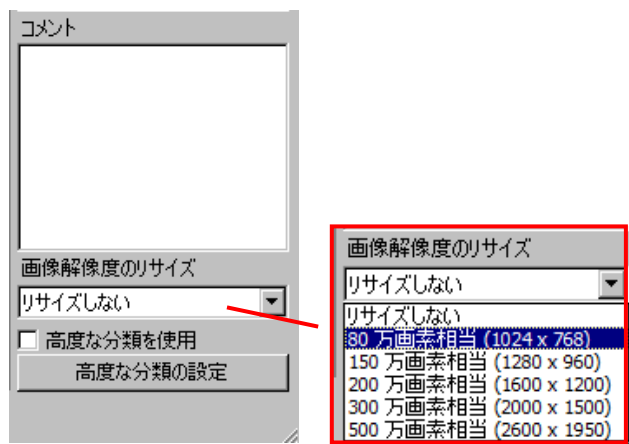 コメント
画像解像度のリサイズ
リサイズしない
高度な分類を使用
高度な分類の設定
画像解像度のリサイズ
リサイズしない
リサイズしない
80 万画素相当 (1024 x 768)
150 万画素相当 (1280 x 960)
200 万画素相当 (1600 x 1200)
300 万画素相当 (2000 x 1500)
500 万画素相当 (2600 x 1950)